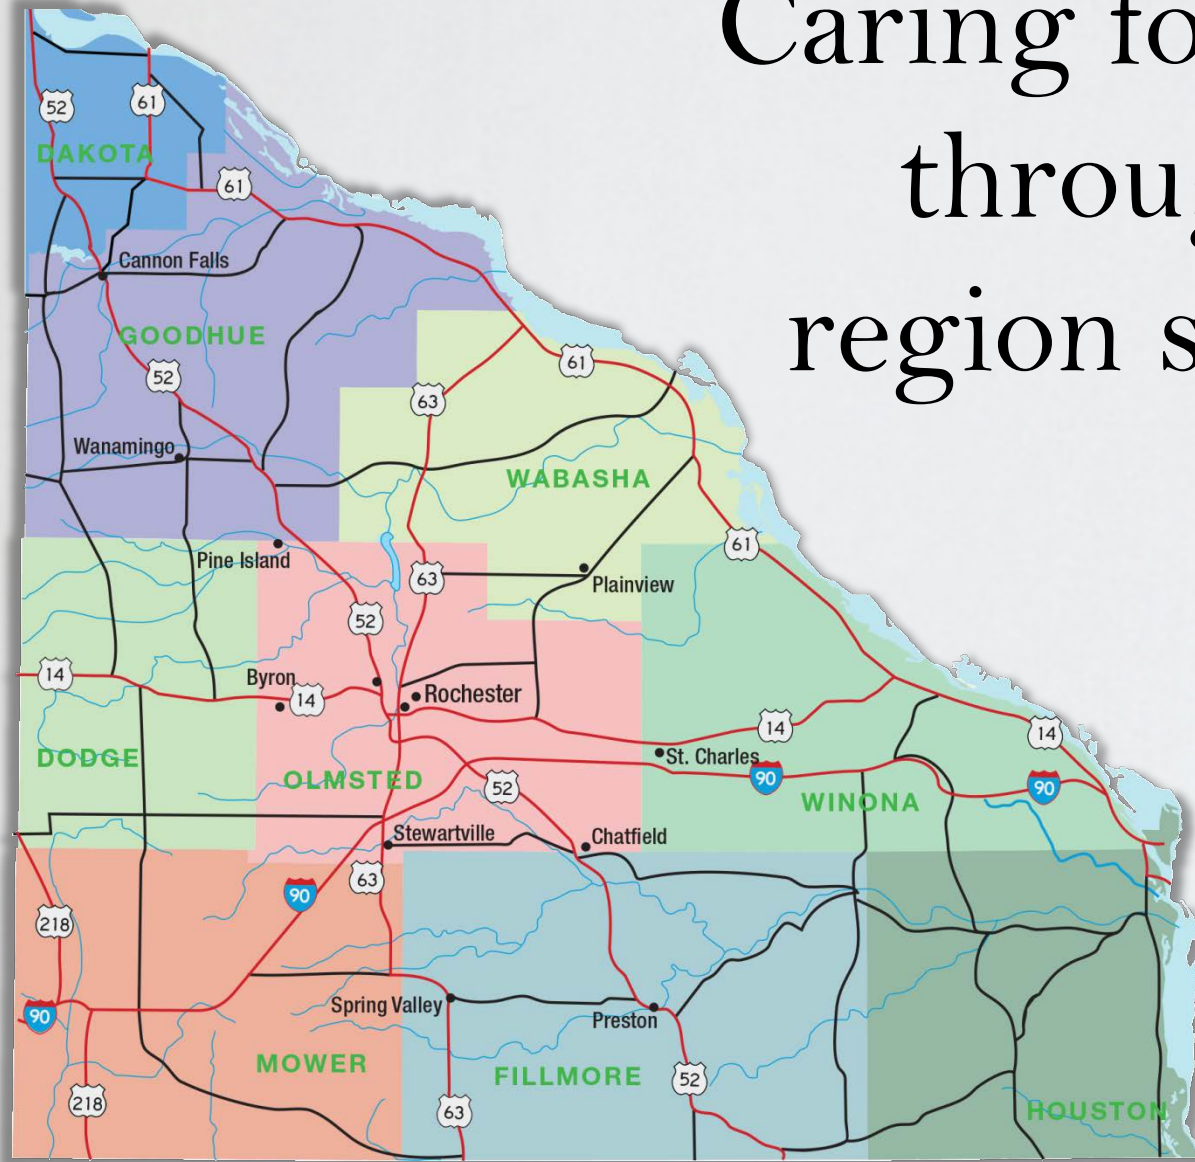 Caring fo
throu
region s
52
61
DAKOTA
61
Cannon Falls
GOODHUE
52
61
63
Wanamingo
WABASHA
61
Pine Island
63
Plainview
52
14
Byron
14
Rochester
14
14
St. Charles
DODGE
OLMSTED
90
52
90
WINONA
Stewartville
Chatfield
63
90
218
Spring Valley
90
Preston
MOWER
FILLMORE
52
218
63
HOUSTON